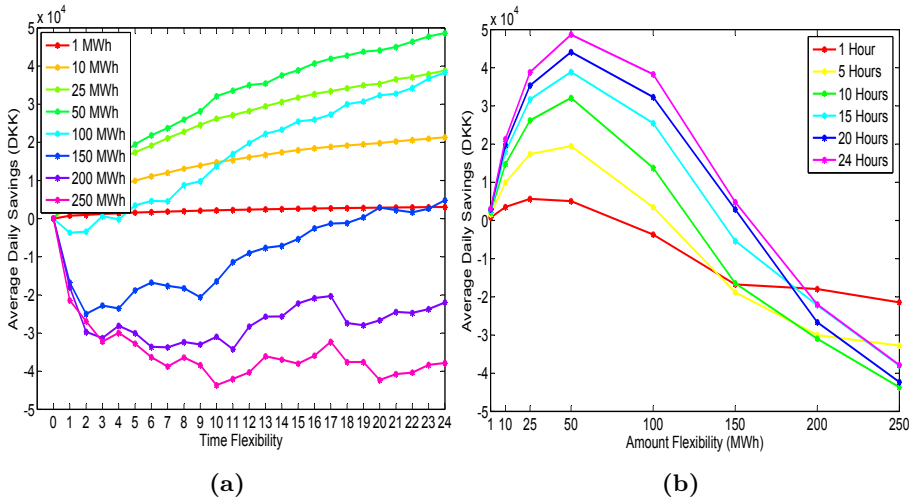 5 x 10⁴
4
3
2
1
0
-1
-2
-3
-4
-5
Average Daily Savings (DKK)
1 MWh
10 MWh
25 MWh
50 MWh
100 MWh
150 MWh
200 MWh
250 MWh
0 1 2 3 4 5 6 7 8 9 10 11 12 13 14 15 16 17 18 19 20 21 22 23 24
Time Flexibility
(a)
5 x 10⁴
4
3
2
1
0
-1
-2
-3
-4
-5
Average Daily Savings (DKK)
1 Hour
5 Hours
10 Hours
15 Hours
20 Hours
24 Hours
1 10 25 50 100 150 200 250
Amount Flexibility (MWh)
(b)